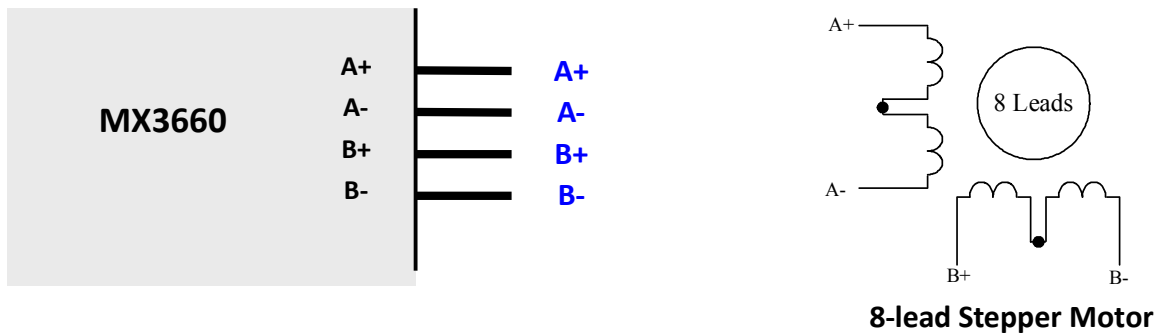 MX3660
A+ A+
A- A-
B+ B+
B- B-
A+
8 Leads
A-
B+ B-
8-lead Stepper Motor